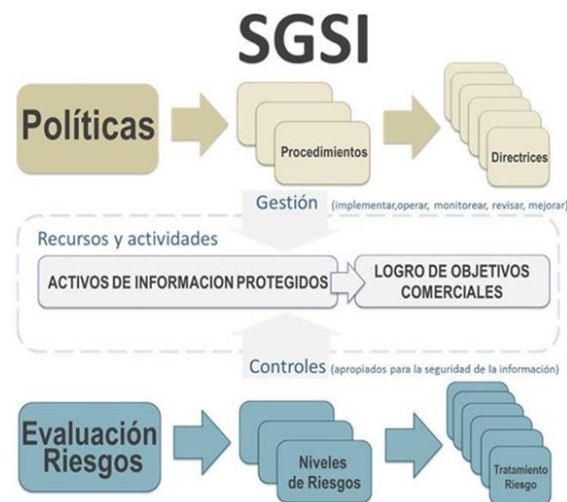 SGSI
Políticas
Procedimientos
Directrices
Gestión (implementar,operar, monitorear, revisar, mejorar)
Recursos y actividades
ACTIVOS DE INFORMACION PROTEGIDOS
LOGRO DE OBJETIVOS
COMERCIALES
Controles (apropiados para la seguridad de la información)
Evaluación
Riesgos
Niveles
de Riesgos
Tratamiento
Riesgo